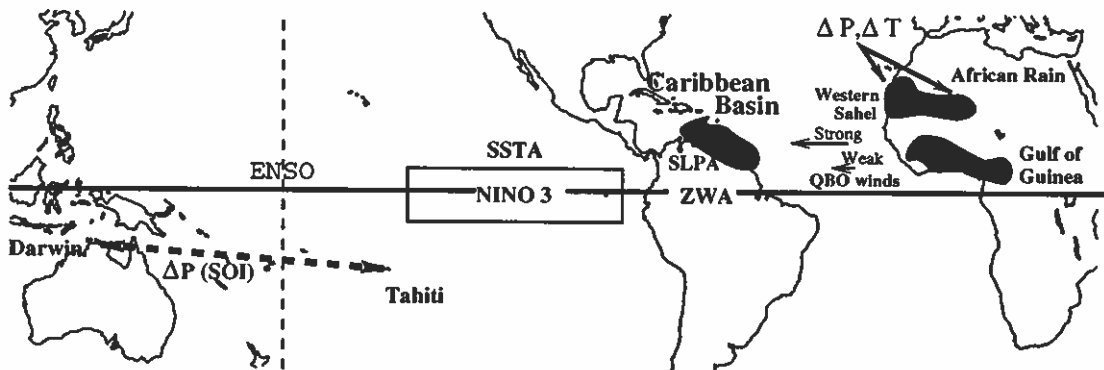 ΔP,ΔT
African Rain
Caribbean
Basin
Western
Sahel
Strong
Weak
QBO winds
Gulf of
Guinea
SSTA
SLPA
ENSO
NINO 3
ZWA
Darwin
ΔP (SOI)
Tahiti